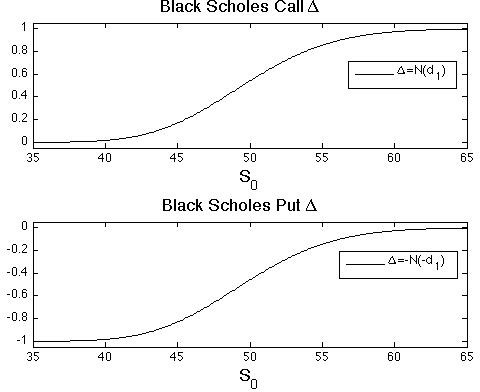 Black Scholes Call Δ
1
0.8
0.6
0.4
0.2
0
Δ=N(d₁)
35 40 45 50 55 60 65
S₀
Black Scholes Put Δ
0
-0.2
-0.4
-0.6
-0.8
-1
Δ=-N(-d₁)
35 40 45 50 55 60 65
S₀